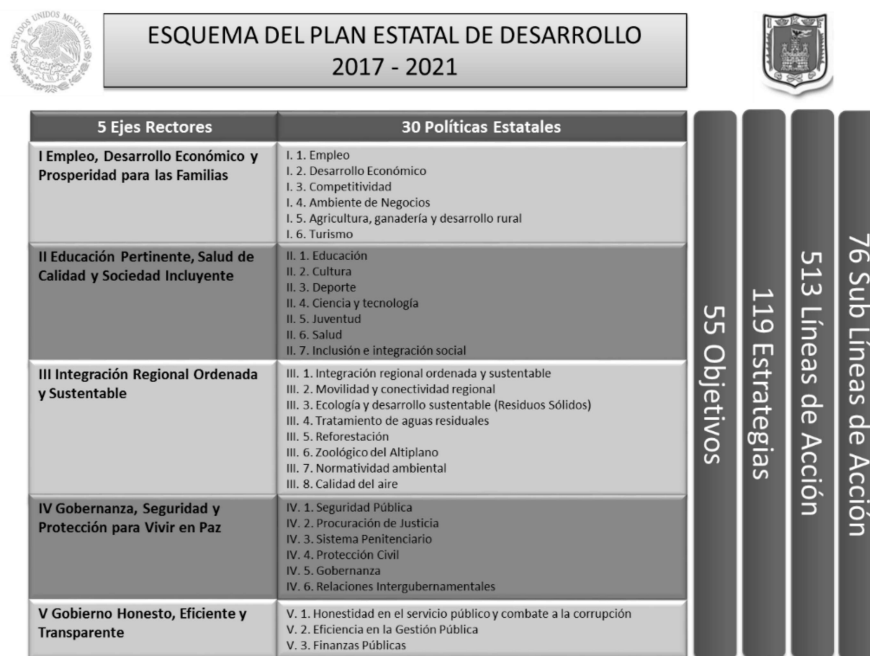 ESTADOS UNIDOS MEXICANOS
ESQUEMA DEL PLAN ESTATAL DE DESARROLLO
2017 - 2021
5 Ejes Rectores
30 Políticas Estatales
I Empleo, Desarrollo Económico y
Prosperidad para las Familias
I. 1. Empleo
I. 2. Desarrollo Económico
I. 3. Competitividad
I. 4. Ambiente de Negocios
I. 5. Agricultura, ganadería y desarrollo rural
I. 6. Turismo
II Educación Pertinente, Salud de
Calidad y Sociedad Incluyente
II. 1. Educación
II. 2. Cultura
II. 3. Deporte
II. 4. Ciencia y tecnología
II. 5. Juventud
II. 6. Salud
II. 7. Inclusión e integración social
III Integración Regional Ordenada
y Sustentable
III. 1. Integración regional ordenada y sustentable
III. 2. Movilidad y conectividad regional
III. 3. Ecología y desarrollo sustentable (Residuos Sólidos)
III. 4. Tratamiento de aguas residuales
III. 5. Reforestación
III. 6. Zoológico del Altiplano
III. 7. Normatividad ambiental
III. 8. Calidad del aire
IV Gobernanza, Seguridad y
Protección para Vivir en Paz
IV. 1. Seguridad Pública
IV. 2. Procuración de Justicia
IV. 3. Sistema Penitenciario
IV. 4. Protección Civil
IV. 5. Gobernanza
IV. 6. Relaciones Intergubernamentales
V Gobierno Honesto, Eficiente y
Transparente
V. 1. Honestidad en el servicio público y combate a la corrupción
V. 2. Eficiencia en la Gestión Pública
V. 3. Finanzas Públicas
55 Objetivos
119 Estrategias
513 Líneas de Acción
76 Sub Líneas de Acción